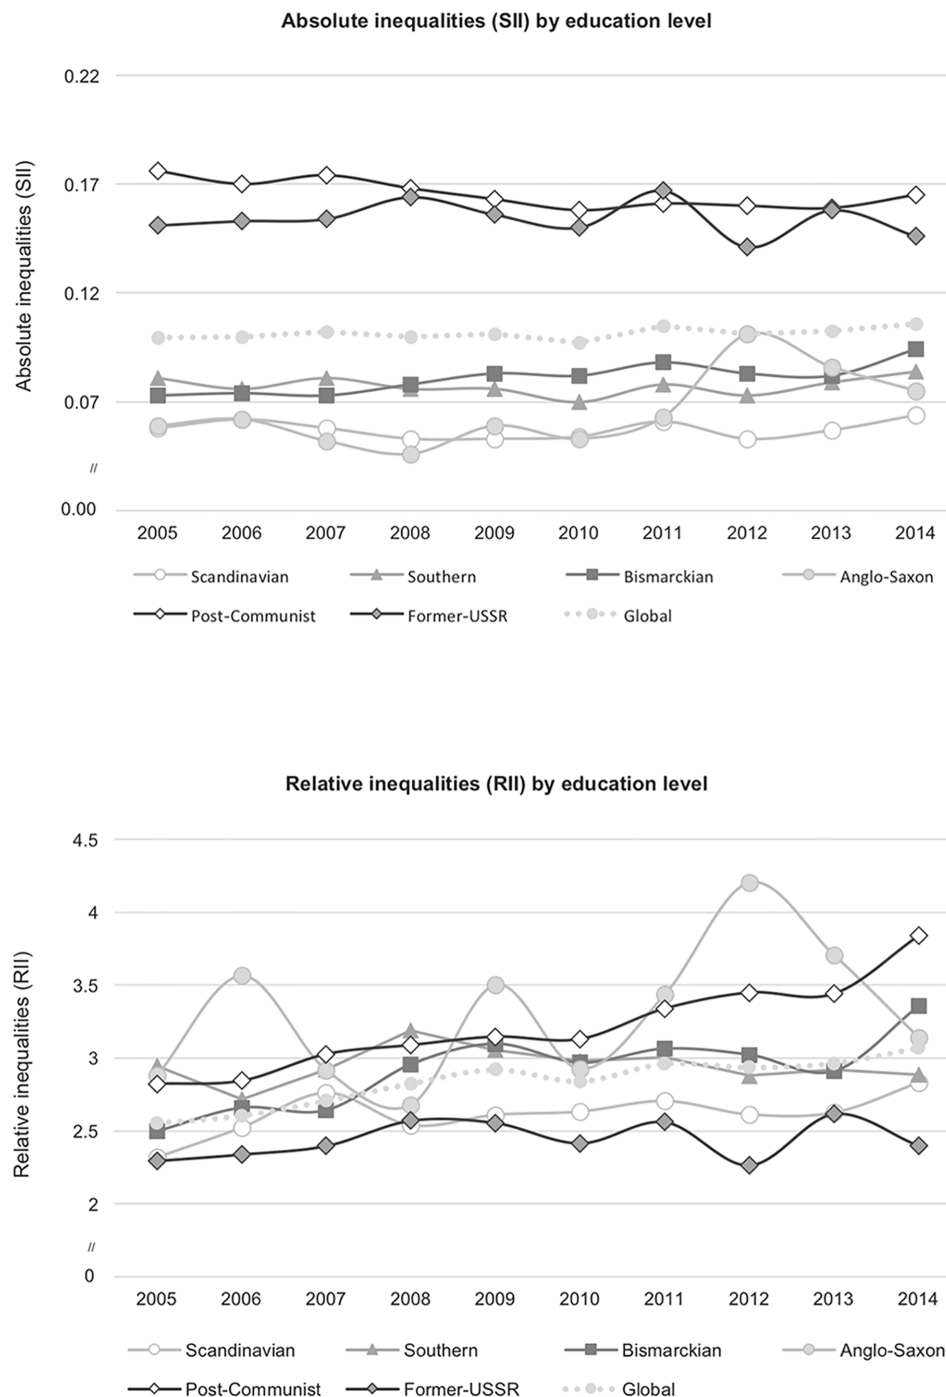 Absolute inequalities (SII) by education level
Absolute inequalities (SII)
0.22
0.17
0.12
0.07
//
0.00
2005 2006 2007 2008 2009 2010 2011 2012 2013 2014
Scandinavian Southern Bismarckian Anglo-Saxon
Post-Communist Former-USSR Global
Relative inequalities (RII) by education level
Relative inequalities (RII)
4.5
4
3.5
3
2.5
2
//
0
2005 2006 2007 2008 2009 2010 2011 2012 2013 2014
Scandinavian Southern Bismarckian Anglo-Saxon
Post-Communist Former-USSR Global